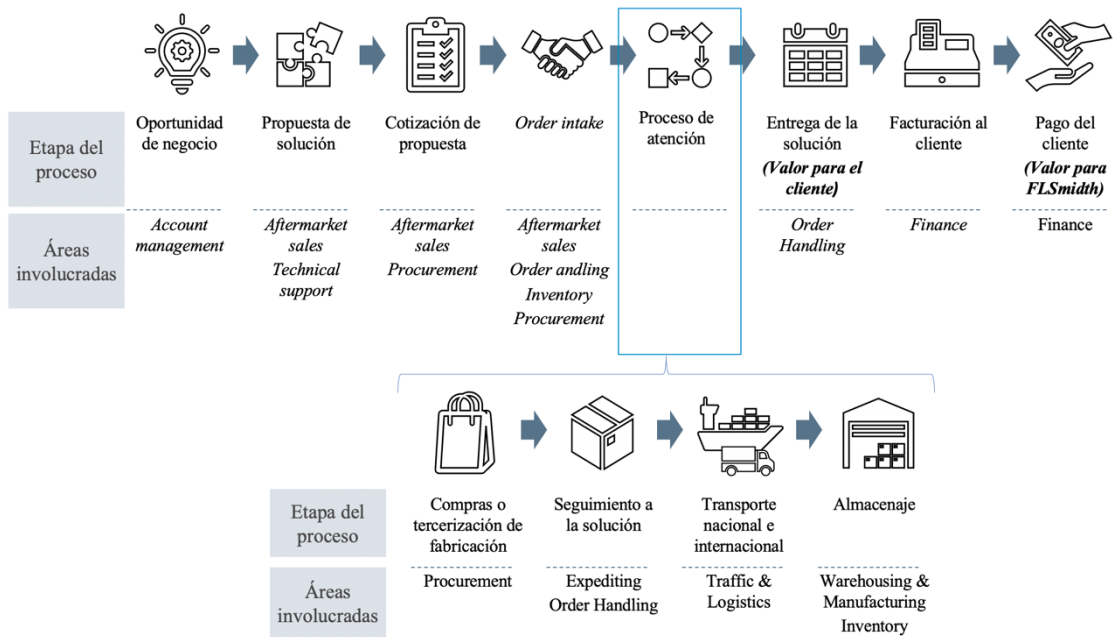 Etapa del
proceso
Oportunidad
de negocio
Propuesta de
solución
Cotización de
propuesta
Order intake
Proceso de
atención
Entrega de la
solución
(Valor para el
cliente)
Facturación al
cliente
Pago del
cliente
(Valor para
FLSmidth)
Áreas
involucradas
Account
management
Aftermarket
sales
Technical
support
Aftermarket
sales
Procurement
Aftermarket
sales
Order andling
Inventory
Procurement
Order
Handling
Finance
Finance
Etapa del
proceso
Compras o
tercerización de
fabricación
Seguimiento a
la solución
Transporte
nacional e
internacional
Almacenaje
Áreas
involucradas
Procurement
Expediting
Order Handling
Traffic &
Logistics
Warehousing &
Manufacturing
Inventory